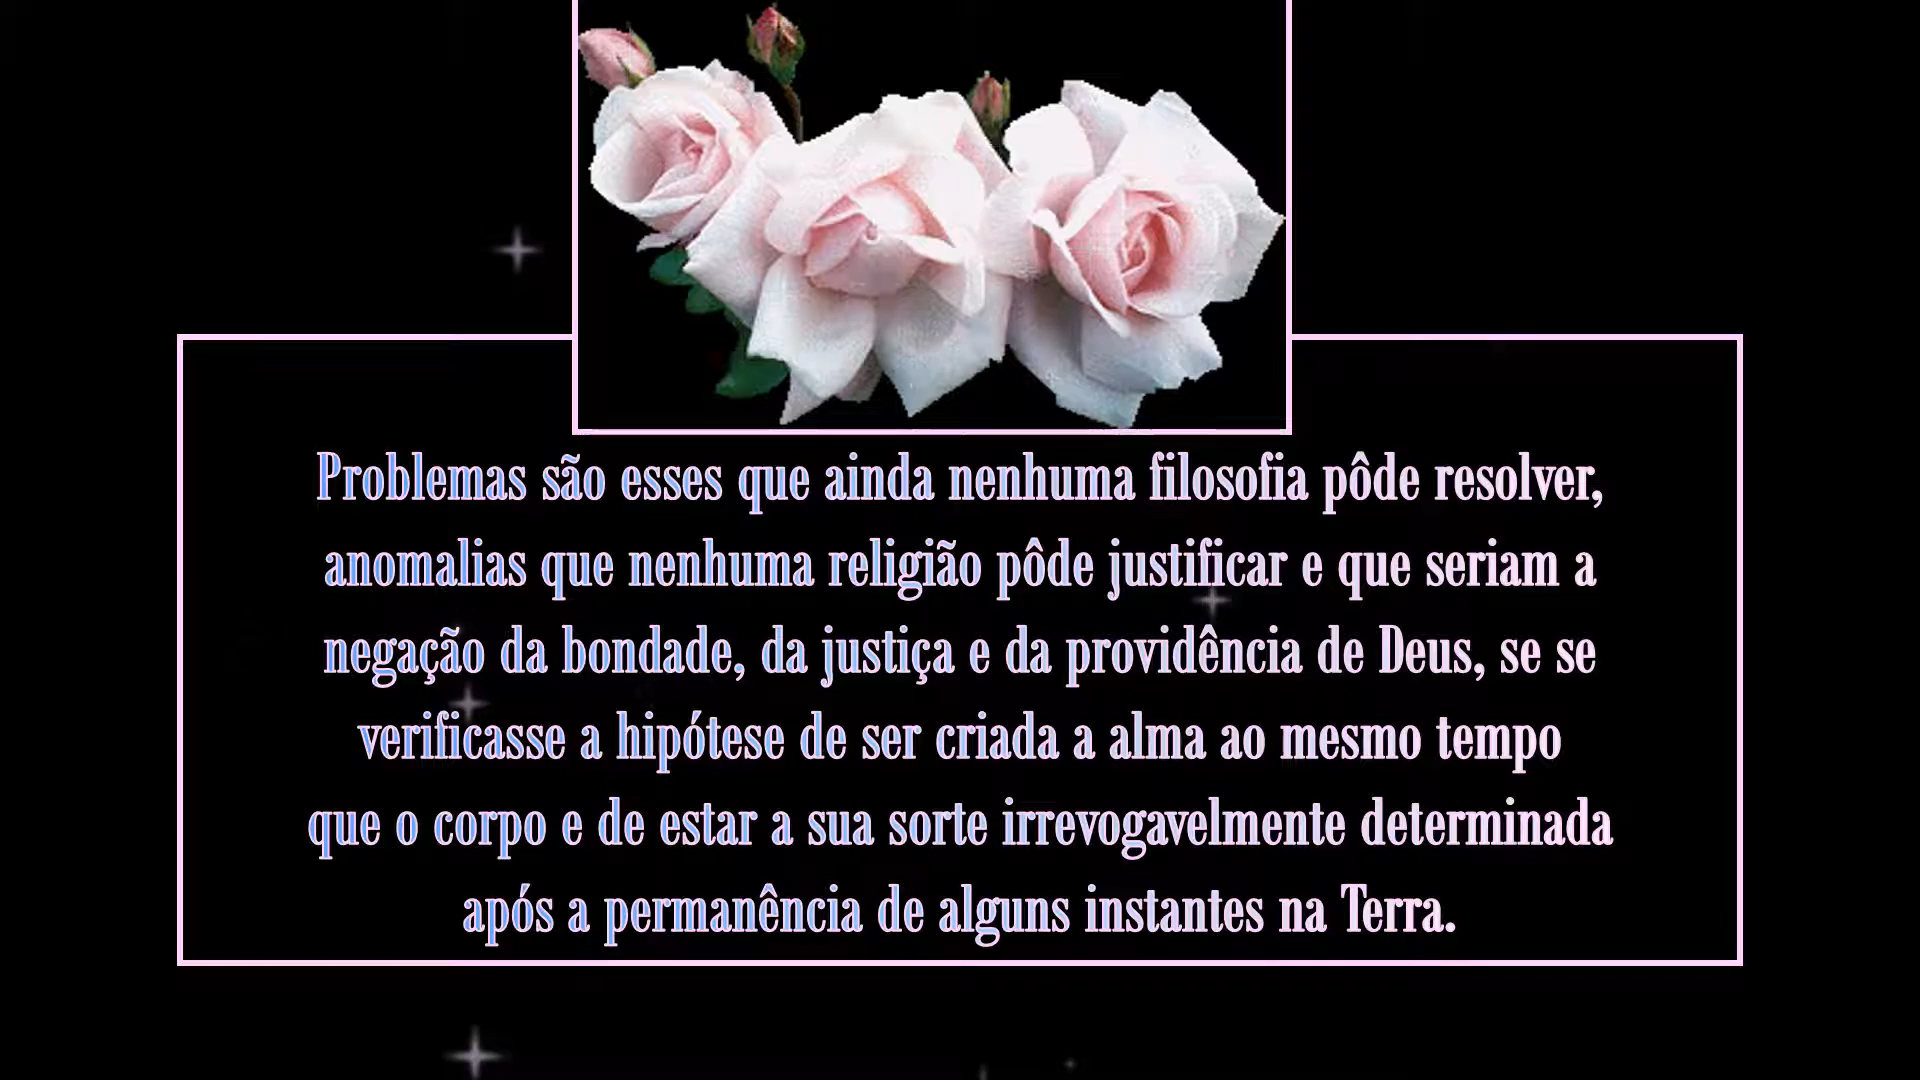 Problemas são esses que ainda nenhuma filosofia pôde resolver,
anomalias que nenhuma religião pôde justificar e que seriam a
negação da bondade, da justiça e da providência de Deus, se se
verificasse a hipótese de ser criada a alma ao mesmo tempo
que o corpo e de estar a sua sorte irrevogavelmente determinada
após a permanência de alguns instantes na Terra.